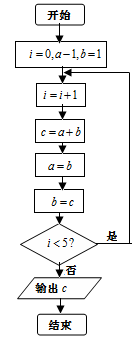 开始
i=0,a-1,b=1
i=i+1
c=a+b
a=b
b=c
i<5?
是
否
输出 c
结束